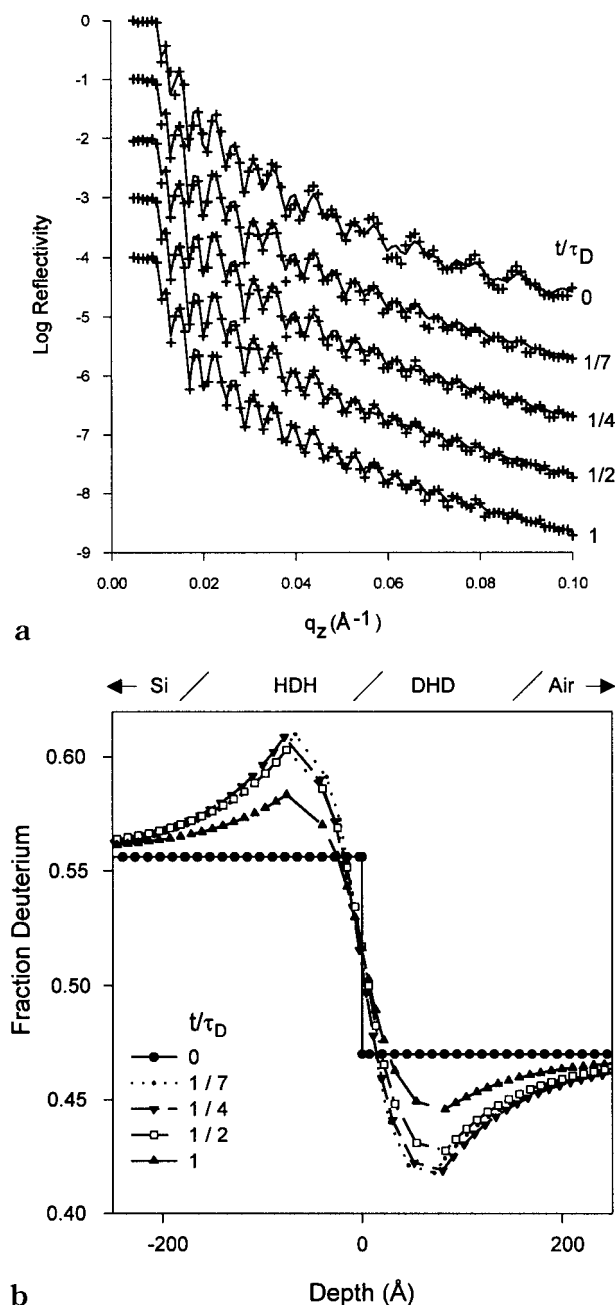 0
-1
-2
-3
-4
-5
-6
-7
-8
-9
Log Reflectivity
t/τD
0
1/7
1/4
1/2
1
0.00 0.02 0.04 0.06 0.08 0.10
qz (Å-1)
a
Si HDH DHD Air
0.60
0.55
0.50
0.45
0.40
Fraction Deuterium
t/τD
0
1 / 7
1 / 4
1 / 2
1
-200 0 200
Depth (Å)
b